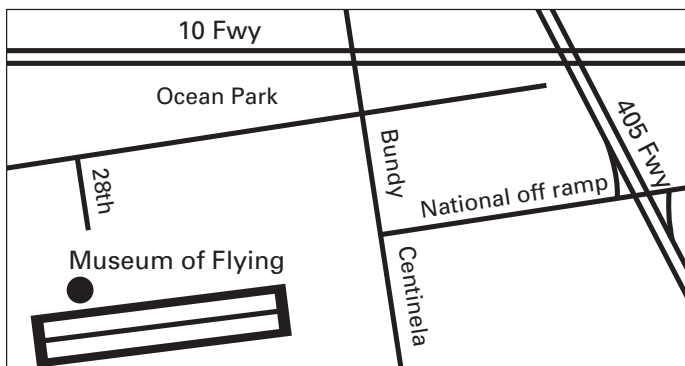 10 Fwy
Ocean Park
405 Fwy
Bundy
28th
National off ramp
Museum of Flying
Centinela